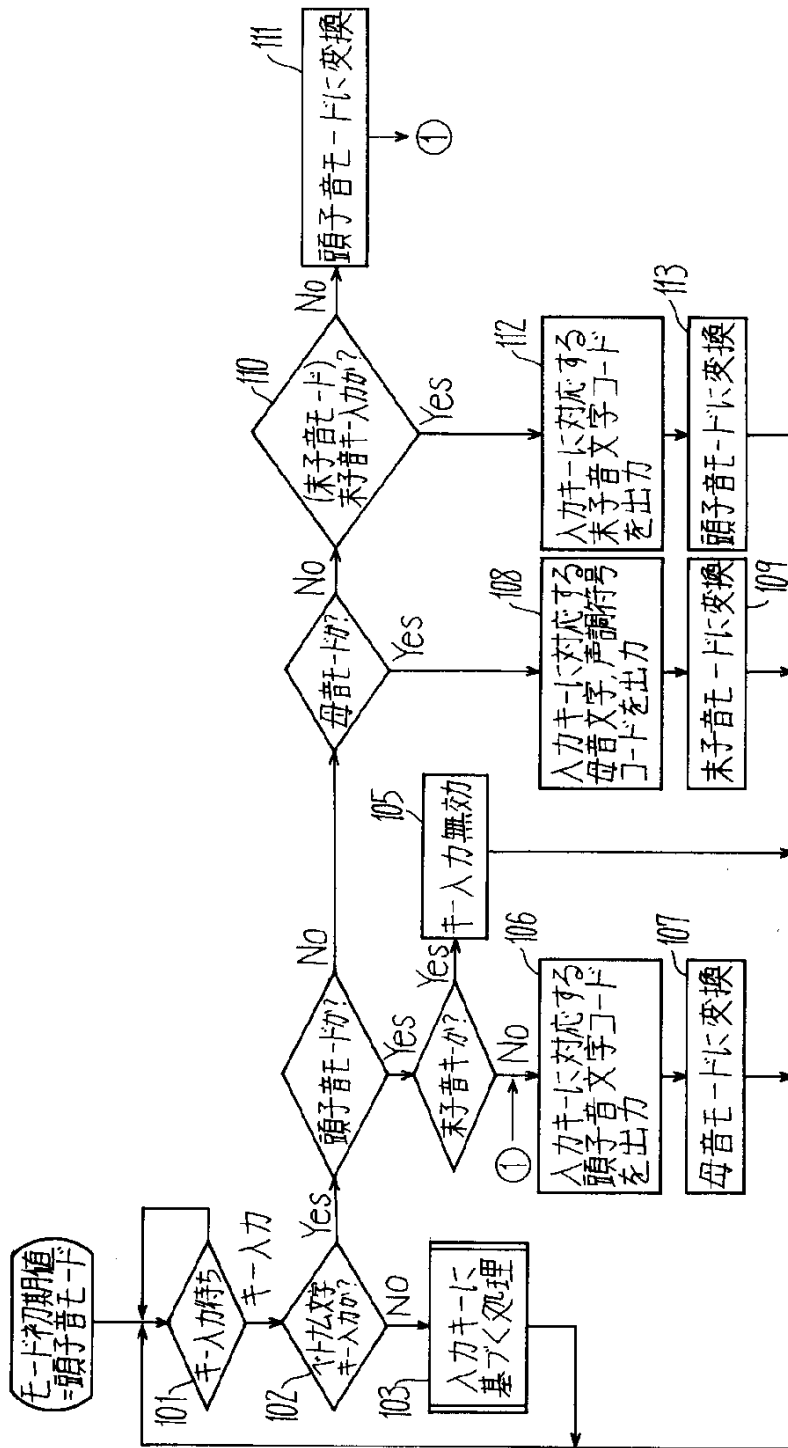 モード初期値
=頭子音モード
キー入力待ち
101
キー入力
ベトナム文字
キー入力か?
102
Yes
NO
入力キーに
基づく処理
103
頭子音モードか?
No
Yes
末子音キーか?
Yes
No
キー入力無効
105
①
入力キーに対応する
頭子音文字コード
を出力
106
母音モードに変換
107
母音モードか?
No
Yes
入力キーに対応する
母音文字,声調符号
コードを出力
108
末子音モードに変換
109
(末子音モード)
末子音キー入力か?
110
No
Yes
頭子音モードに変換
111
①
入力キーに対応する
末子音文字コード
を出力
112
頭子音モードに変換
113